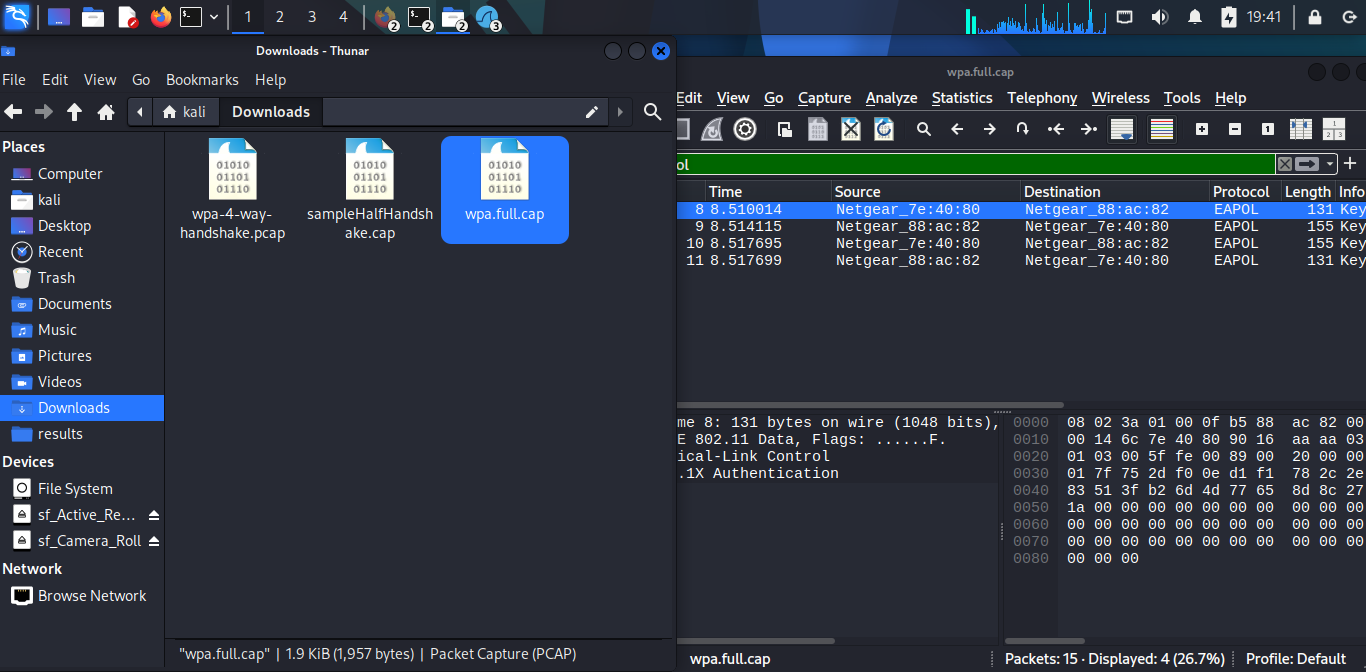 1 2 3 4 2 2 2 3 19:41
Downloads - Thunar
File Edit View Go Bookmarks Help
kali Downloads
Places
Computer
kali
Desktop
Recent
Trash
Documents
Music
Pictures
Videos
Downloads
results
Devices
File System
sf_Active_Re...
sf_Camera_Roll
Network
Browse Network
01010
01101
01110
wpa-4-way-
handshake.pcap
01010
01101
01110
sampleHalfHandsh
ake.cap
01010
01101
01110
wpa.full.cap
"wpa.full.cap" | 1.9 KiB (1,957 bytes) | Packet Capture (PCAP)
wpa.full.cap
Edit View Go Capture Analyze Statistics Telephony Wireless Tools Help
ol
Time Source Destination Protocol Length Info
8 8.510014 Netgear_7e:40:80 Netgear_88:ac:82 EAPOL 131 Key
9 8.514115 Netgear_88:ac:82 Netgear_7e:40:80 EAPOL 155 Key
10 8.517695 Netgear_7e:40:80 Netgear_88:ac:82 EAPOL 155 Key
11 8.517699 Netgear_88:ac:82 Netgear_7e:40:80 EAPOL 131 Key
me 8: 131 bytes on wire (1048 bits),
E 802.11 Data, Flags: ......F.
ical-Link Control
.1X Authentication
0000 08 02 3a 01 00 0f b5 88 ac 82 00
0010 00 14 6c 7e 40 80 90 16 aa aa 03
0020 01 03 00 5f fe 00 89 00 20 00 00
0030 01 7f 75 2d f0 0e d1 f1 78 2c 2e
0040 83 51 3f b2 6d 4d 77 65 8d 8c 27
0050 1a 00 00 00 00 00 00 00 00 00 00
0060 00 00 00 00 00 00 00 00 00 00 00
0070 00 00 00 00 00 00 00 00 00 00 00
0080 00 00 00
wpa.full.cap Packets: 15 · Displayed: 4 (26.7%) Profile: Default